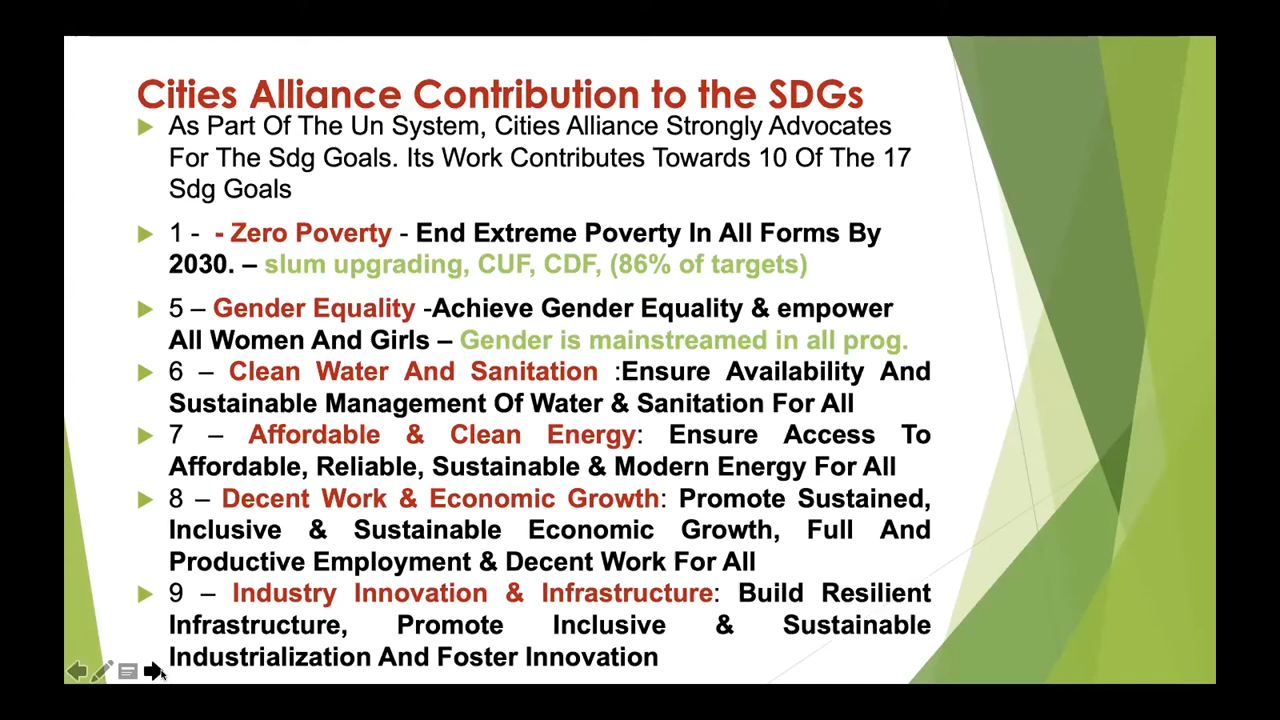 Cities Alliance Contribution to the SDGs
As Part Of The Un System, Cities Alliance Strongly Advocates
For The Sdg Goals. Its Work Contributes Towards 10 Of The 17
Sdg Goals
1 - - Zero Poverty - End Extreme Poverty In All Forms By
2030. – slum upgrading, CUF, CDF, (86% of targets)
5 – Gender Equality -Achieve Gender Equality & empower
All Women And Girls – Gender is mainstreamed in all prog.
6 – Clean Water And Sanitation :Ensure Availability And
Sustainable Management Of Water & Sanitation For All
7 – Affordable & Clean Energy: Ensure Access To
Affordable, Reliable, Sustainable & Modern Energy For All
8 – Decent Work & Economic Growth: Promote Sustained,
Inclusive & Sustainable Economic Growth, Full And
Productive Employment & Decent Work For All
9 – Industry Innovation & Infrastructure: Build Resilient
Infrastructure, Promote Inclusive & Sustainable
Industrialization And Foster Innovation